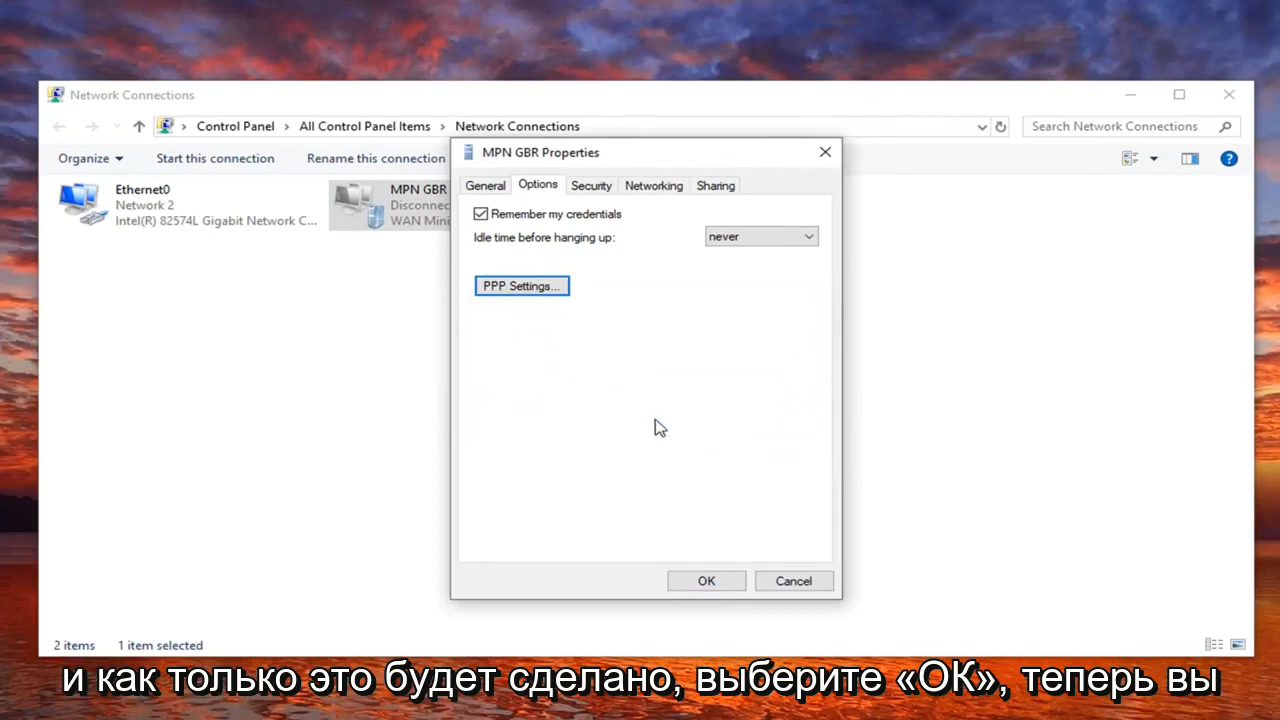 Network Connections
Control Panel > All Control Panel Items > Network Connections
Search Network Connections
Organize
Start this connection
Rename this connection
Ethernet0
Network 2
Intel(R) 82574L Gigabit Network C...
MPN GBR
Disconnec
WAN Mini
MPN GBR Properties
General
Options
Security
Networking
Sharing
Remember my credentials
Idle time before hanging up:
never
PPP Settings...
OK
Cancel
2 items
1 item selected
и как только это будет сделано, выберите «ОК», теперь вы